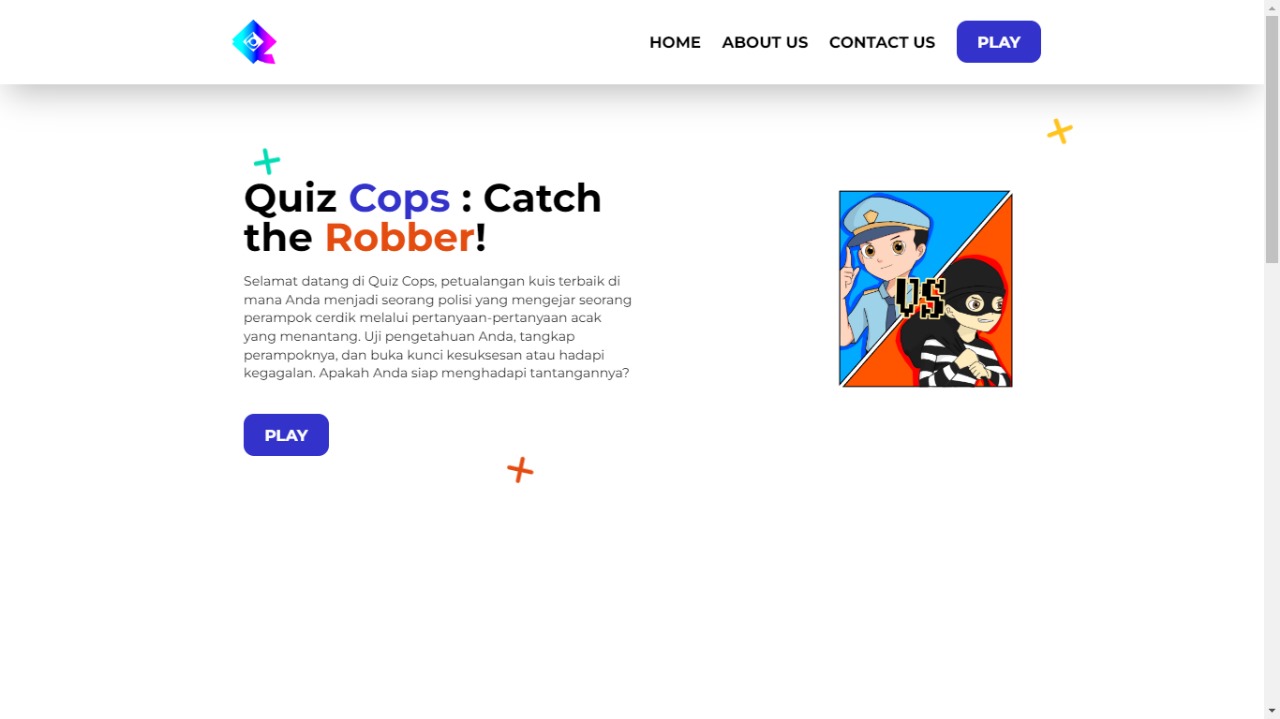 HOME ABOUT US CONTACT US PLAY
Quiz Cops : Catch
the Robber!
Selamat datang di Quiz Cops, petualangan kuis terbaik di
mana Anda menjadi seorang polisi yang mengejar seorang
perampok cerdik melalui pertanyaan-pertanyaan acak
yang menantang. Uji pengetahuan Anda, tangkap
perampoknya, dan buka kunci kesuksesan atau hadapi
kegagalan. Apakah Anda siap menghadapi tantangannya?
VS
PLAY